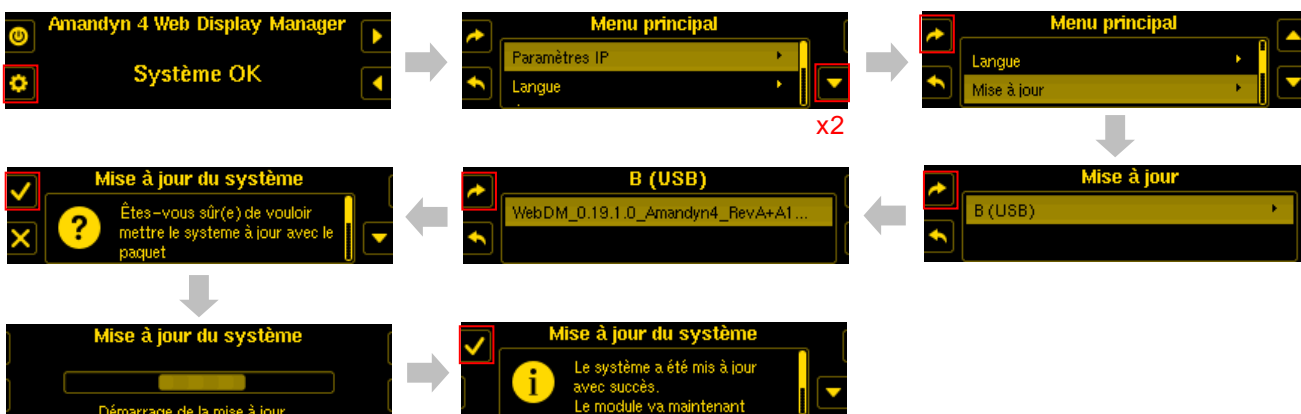 Amandyn 4 Web Display Manager
Système OK
Menu principal
Paramètres IP
Langue
x2
Menu principal
Langue
Mise à jour
Mise à jour
B (USB)
B (USB)
WebDM_0.19.1.0_Amandyn4_RevA+A1...
Mise à jour du système
?
Êtes-vous sûr(e) de vouloir
mettre le systeme à jour avec le
paquet
Mise à jour du système
Démarrage de la mise à jour
Mise à jour du système
i
Le système a été mis à jour
avec succès.
Le module va maintenant